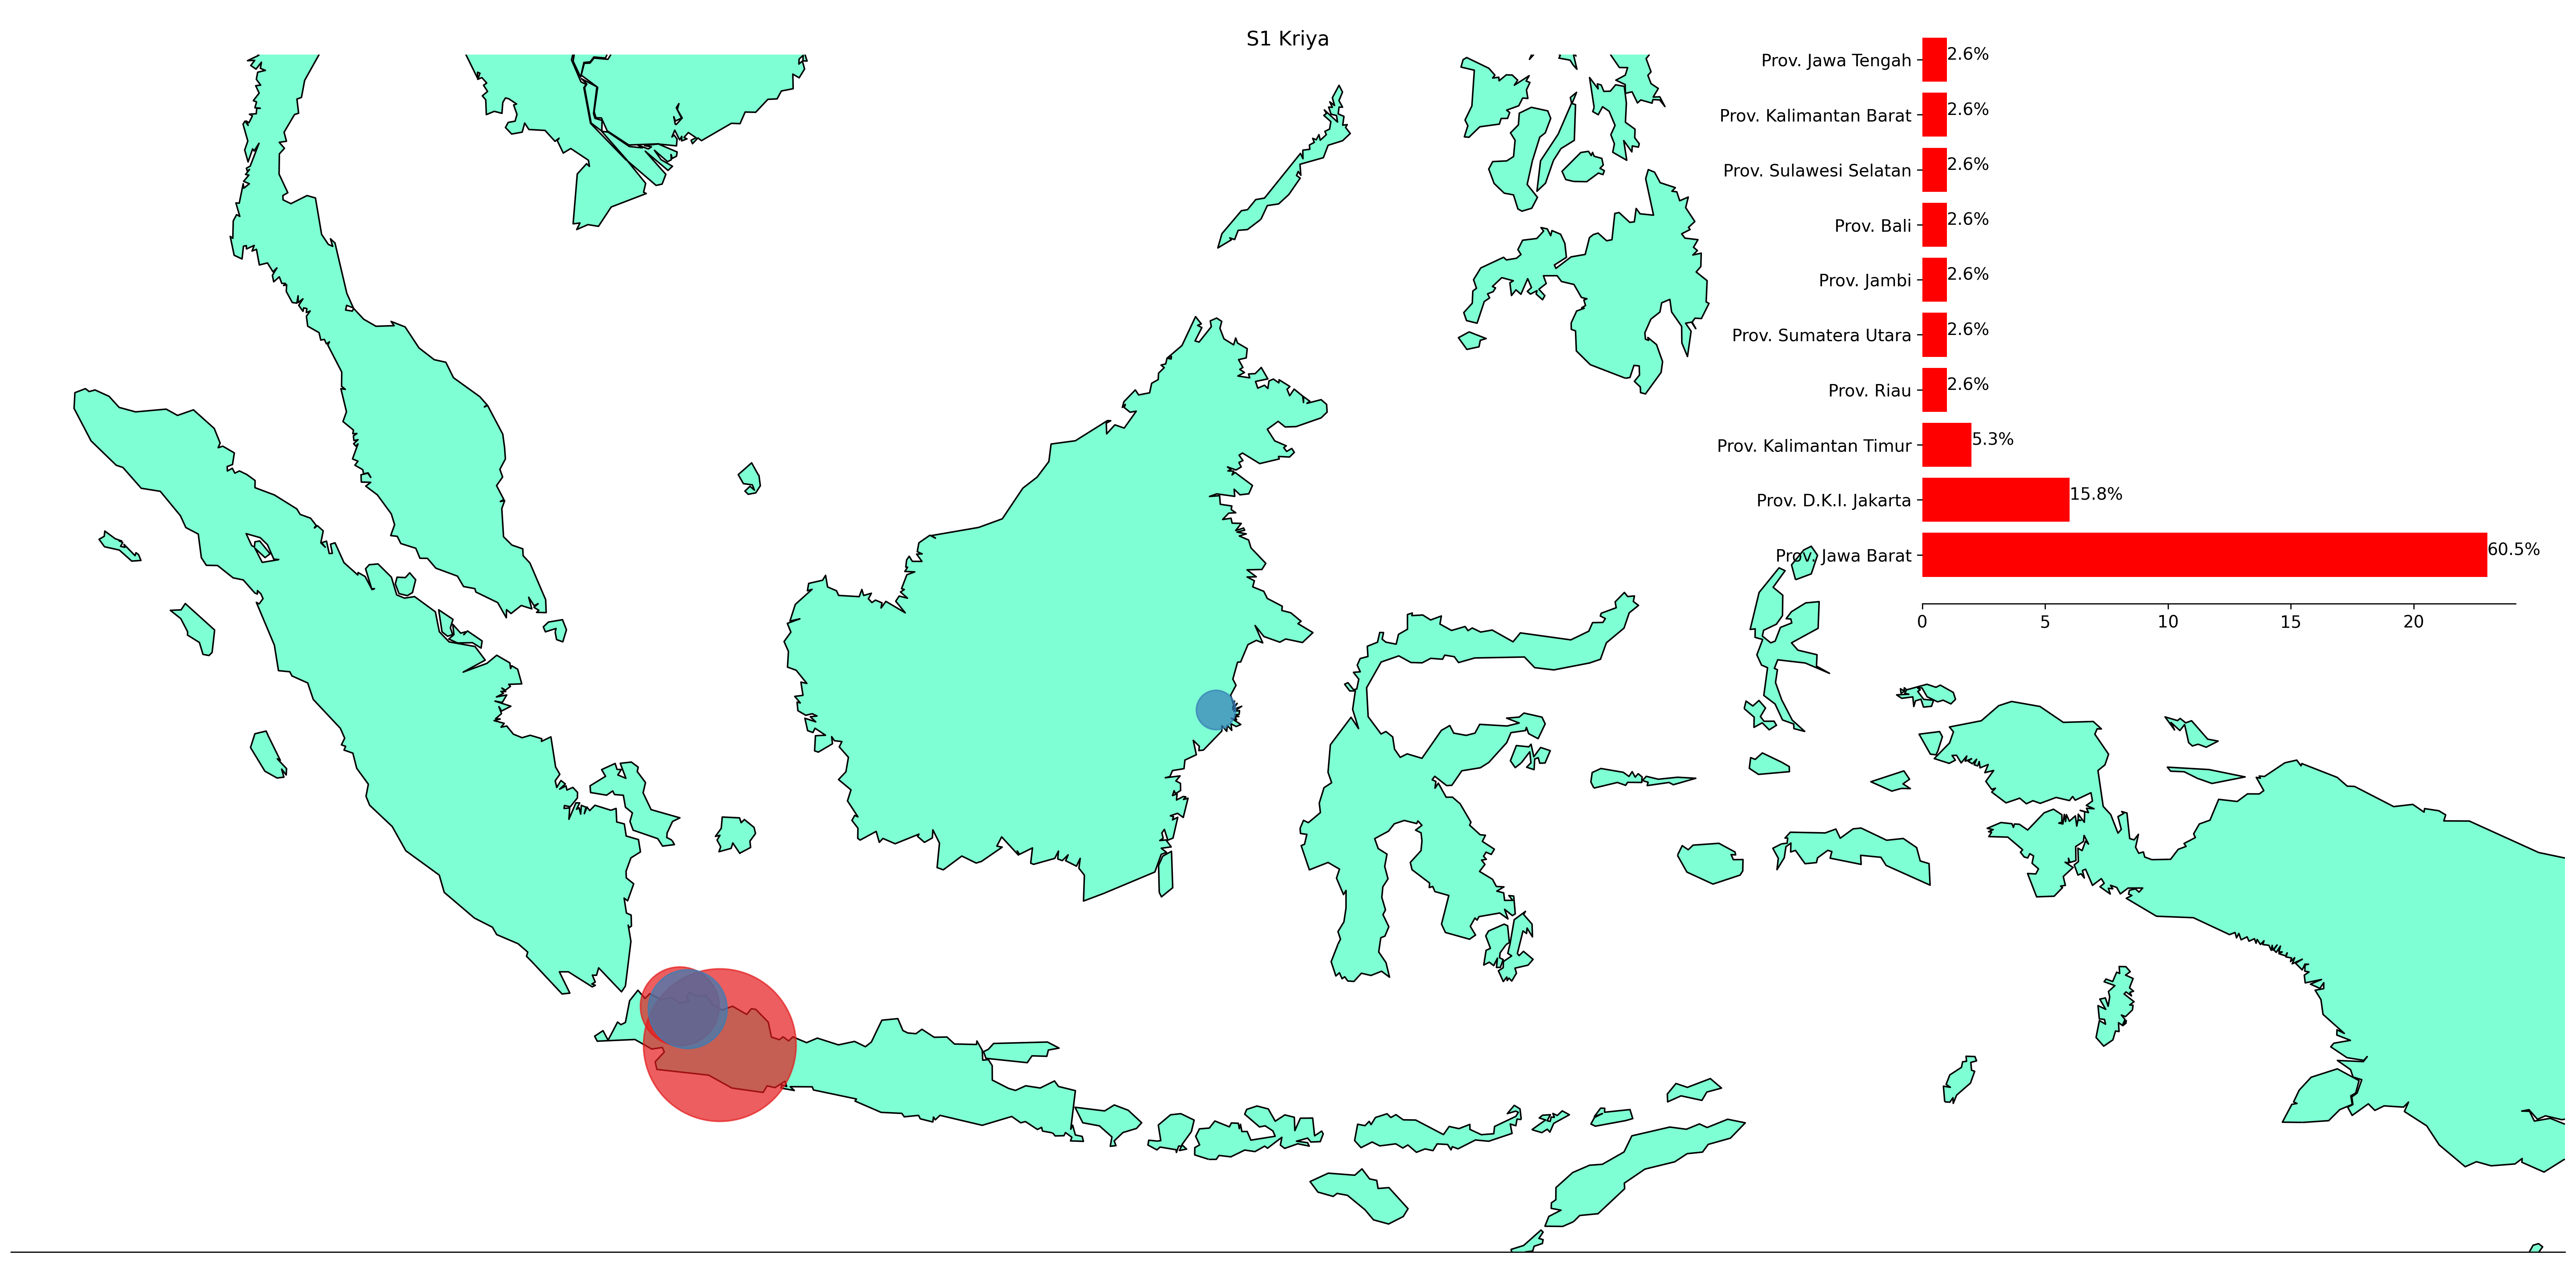 S1 Kriya
Prov. Jawa Tengah 2.6%
Prov. Kalimantan Barat 2.6%
Prov. Sulawesi Selatan 2.6%
Prov. Bali 2.6%
Prov. Jambi 2.6%
Prov. Sumatera Utara 2.6%
Prov. Riau 2.6%
Prov. Kalimantan Timur 5.3%
Prov. D.K.I. Jakarta 15.8%
Prov. Jawa Barat 60.5%
0 5 10 15 20